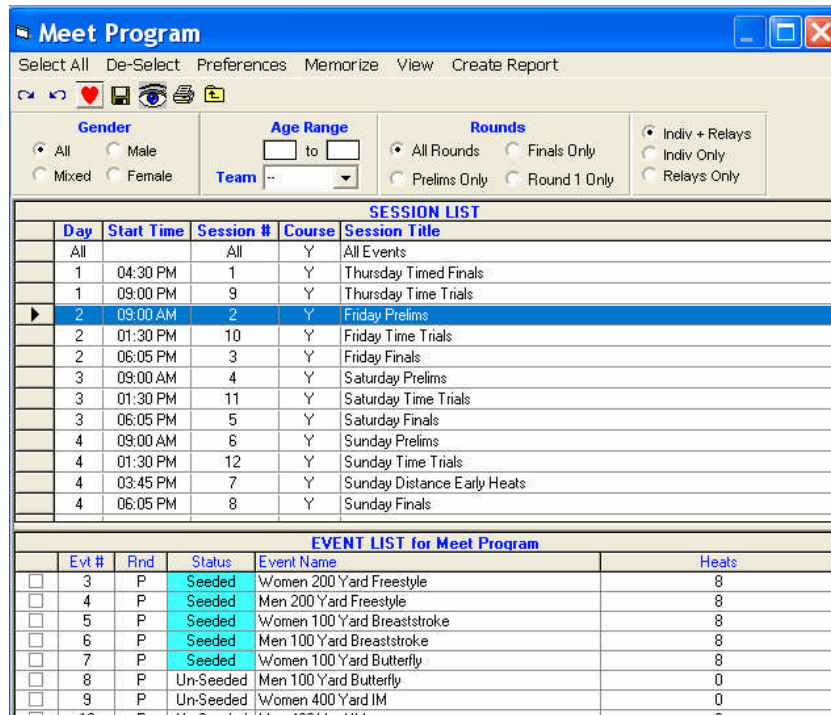 Meet Program
Select All De-Select Preferences Memorize View Create Report
Gender Age Range Rounds
All Male to All Rounds Finals Only Indiv + Relays
Mixed Female Team -- Prelims Only Round 1 Only Indiv Only
Relays Only
SESSION LIST
Day Start Time Session # Course Session Title
All All Y All Events
1 04:30 PM 1 Y Thursday Timed Finals
1 09:00 PM 9 Y Thursday Time Trials
2 09:00 AM 2 Y Friday Prelims
2 01:30 PM 10 Y Friday Time Trials
2 06:05 PM 3 Y Friday Finals
3 09:00 AM 4 Y Saturday Prelims
3 01:30 PM 11 Y Saturday Time Trials
3 06:05 PM 5 Y Saturday Finals
4 09:00 AM 6 Y Sunday Prelims
4 01:30 PM 12 Y Sunday Time Trials
4 03:45 PM 7 Y Sunday Distance Early Heats
4 06:05 PM 8 Y Sunday Finals
EVENT LIST for Meet Program
Evt # Rnd Status Event Name Heats
3 P Seeded Women 200 Yard Freestyle 8
4 P Seeded Men 200 Yard Freestyle 8
5 P Seeded Women 100 Yard Breaststroke 8
6 P Seeded Men 100 Yard Breaststroke 8
7 P Seeded Women 100 Yard Butterfly 8
8 P Un-Seeded Men 100 Yard Butterfly 0
9 P Un-Seeded Women 400 Yard IM 0